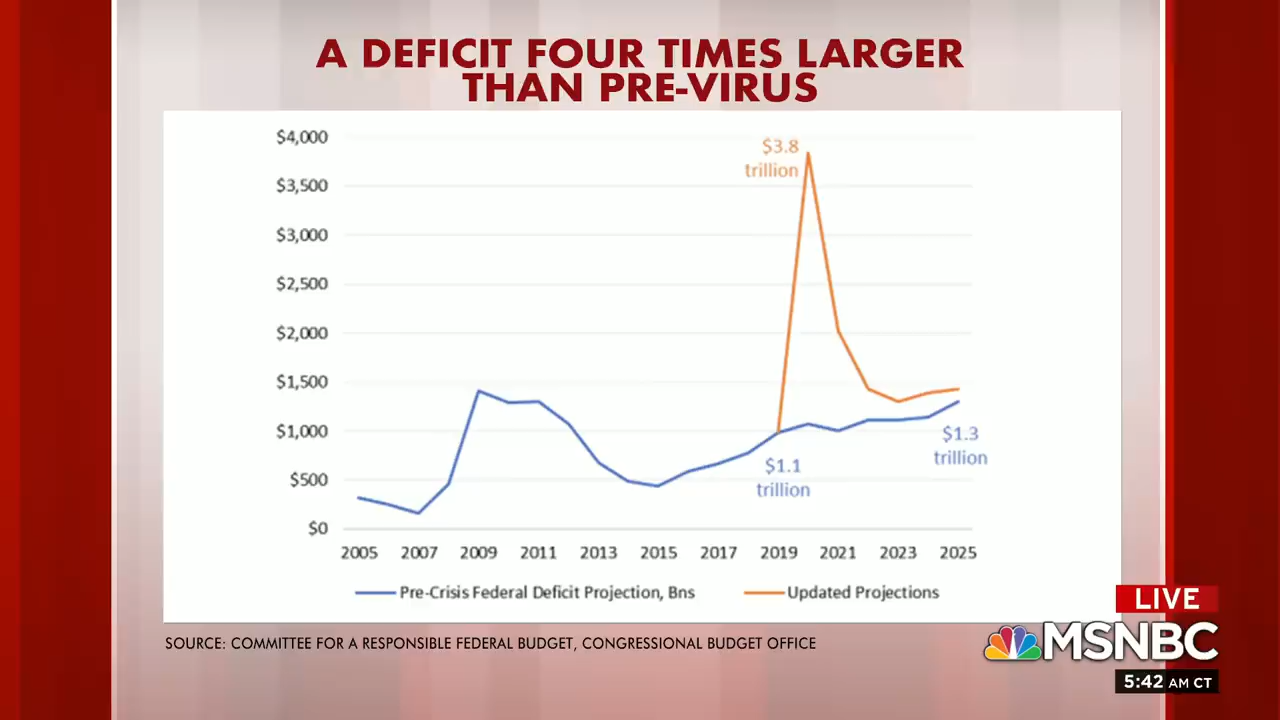 A DEFICIT FOUR TIMES LARGER
THAN PRE-VIRUS
$4,000
$3,500
$3,000
$2,500
$2,000
$1,500
$1,000
$500
$0
$3.8
trillion
$1.1
trillion
$1.3
trillion
2005 2007 2009 2011 2013 2015 2017 2019 2021 2023 2025
Pre-Crisis Federal Deficit Projection, Bns Updated Projections
SOURCE: COMMITTEE FOR A RESPONSIBLE FEDERAL BUDGET, CONGRESSIONAL BUDGET OFFICE
LIVE
MSNBC
5:42 AM CT